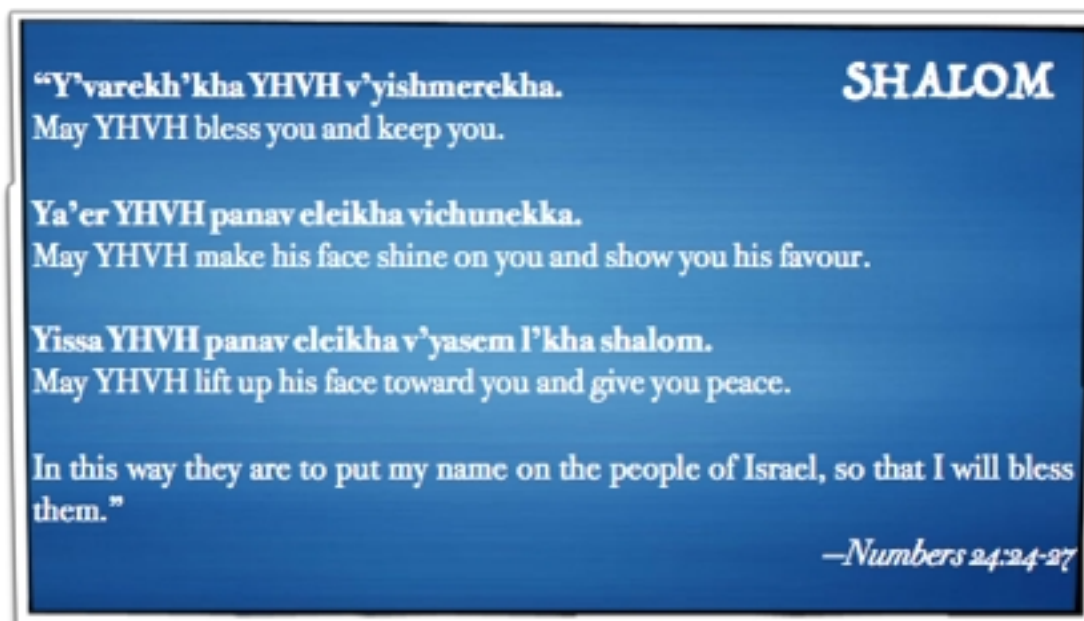 SHALOM
“Y’varekh’kha YHVH v’yishmerekha.
May YHVH bless you and keep you.
Ya’er YHVH panav eleikha vichunekka.
May YHVH make his face shine on you and show you his favour.
Yissa YHVH panav eleikha v’yasem l’kha shalom.
May YHVH lift up his face toward you and give you peace.
In this way they are to put my name on the people of Israel, so that I will bless
them.”
–Numbers 24:24-27